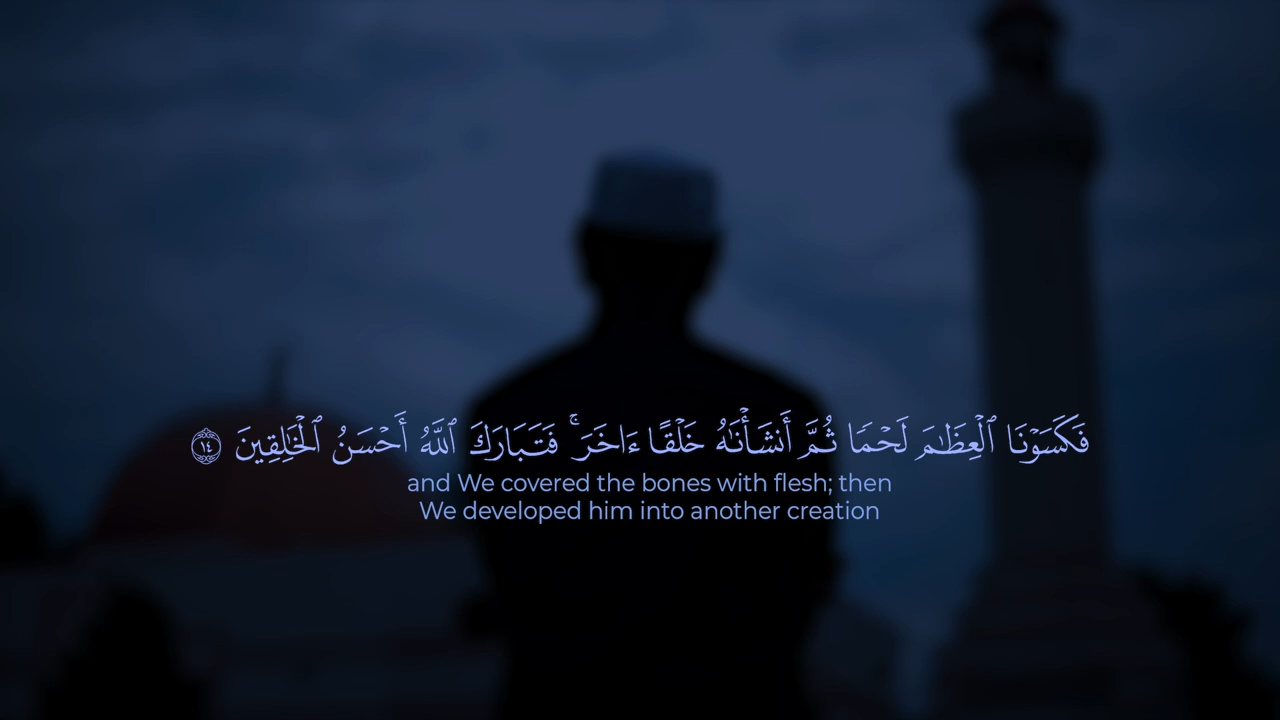 فَكَسَوْنَا ٱلْعِظَٰمَ لَحْمًا ثُمَّ أَنشَأْنَٰهُ خَلْقًا ءَاخَرَ ۚ فَتَبَارَكَ ٱللَّهُ أَحْسَنُ ٱلْخَٰلِقِينَ ١٤
and We covered the bones with flesh; then
We developed him into another creation